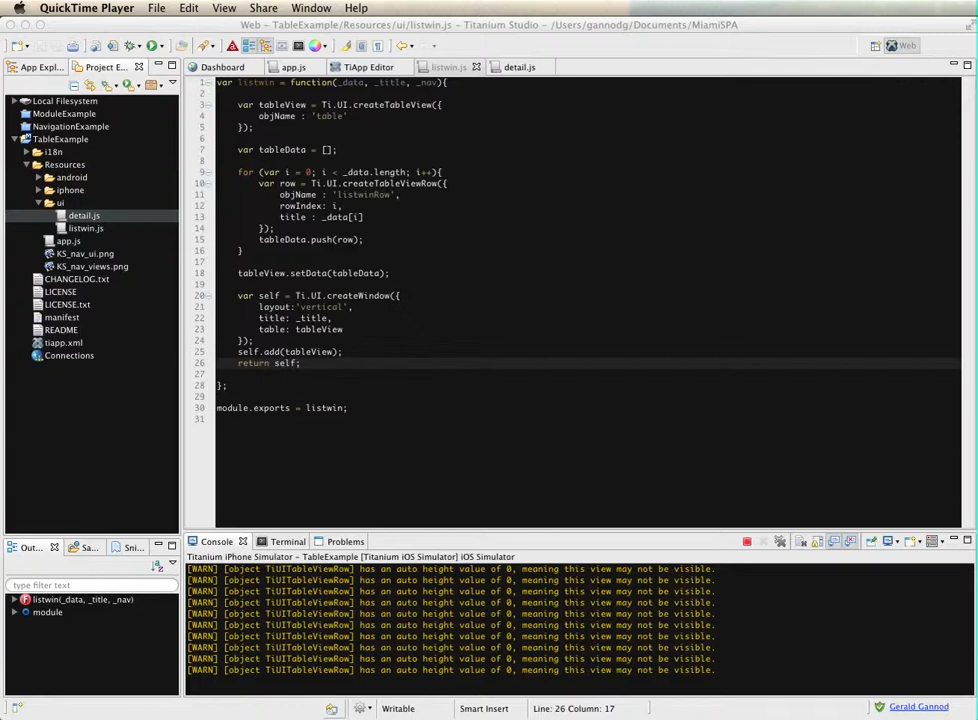 QuickTime Player File Edit View Share Window Help
Web - TableExample/Resources/ui/listwin.js - Titanium Studio - /Users/gannodg/Documents/MiamiSPA
Web
App Expl...
Project E...
Dashboard
app.js
TiApp Editor
listwin.js
detail.js
Local Filesystem
ModuleExample
NavigationExample
TableExample
i18n
Resources
android
iphone
ui
detail.js
listwin.js
app.js
KS_nav_ui.png
KS_nav_views.png
CHANGELOG.txt
LICENSE
LICENSE.txt
manifest
README
tiapp.xml
Connections
1 var listwin = function(_data, _title, _nav){
2
3 var tableView = Ti.UI.createTableView({
4 objName : 'table'
5 });
6
7 var tableData = [];
8
9 for (var i = 0; i < _data.length; i++){
10 var row = Ti.UI.createTableViewRow({
11 objName : 'listwinRow',
12 rowIndex: i,
13 title : _data[i]
14 });
15 tableData.push(row);
16 }
17
18 tableView.setData(tableData);
19
20 var self = Ti.UI.createWindow({
21 layout:'vertical',
22 title: _title,
23 table: tableView
24 });
25 self.add(tableView);
26 return self;
27
28 };
29
30 module.exports = listwin;
31
Out...
Sa...
Sni...
type filter text
listwin(_data, _title, _nav)
module
Console
Terminal
Problems
Titanium iPhone Simulator - TableExample [Titanium iOS Simulator] iOS Simulator
[WARN] [object TiUITableViewRow] has an auto height value of 0, meaning this view may not be visible.
[WARN] [object TiUITableViewRow] has an auto height value of 0, meaning this view may not be visible.
[WARN] [object TiUITableViewRow] has an auto height value of 0, meaning this view may not be visible.
[WARN] [object TiUITableViewRow] has an auto height value of 0, meaning this view may not be visible.
[WARN] [object TiUITableViewRow] has an auto height value of 0, meaning this view may not be visible.
[WARN] [object TiUITableViewRow] has an auto height value of 0, meaning this view may not be visible.
[WARN] [object TiUITableViewRow] has an auto height value of 0, meaning this view may not be visible.
[WARN] [object TiUITableViewRow] has an auto height value of 0, meaning this view may not be visible.
[WARN] [object TiUITableViewRow] has an auto height value of 0, meaning this view may not be visible.
[WARN] [object TiUITableViewRow] has an auto height value of 0, meaning this view may not be visible.
Writable
Smart Insert
Line: 26 Column: 17
Gerald Gannod